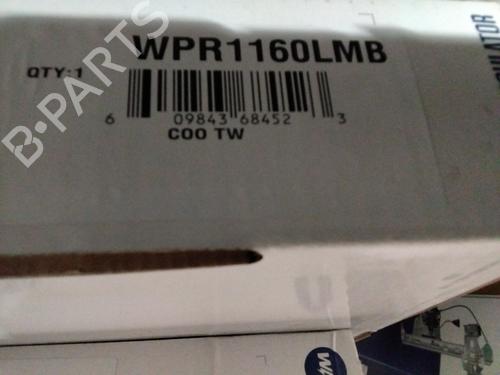 WPR1160LMB
QTY:1
6 09843 68452 3
COO TW
B-PARTS